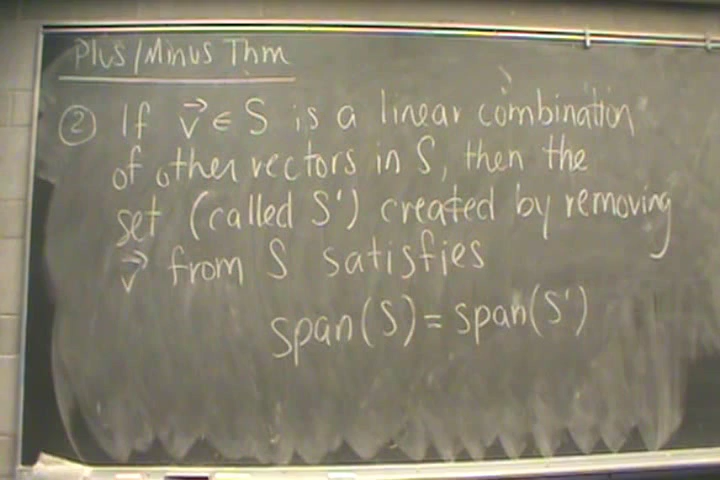 Plus/Minus Thm
② If v⃗ ∈ S is a linear combination
of other vectors in S, then the
set (called S') created by removing
v⃗ from S satisfies
span(S) = span(S')